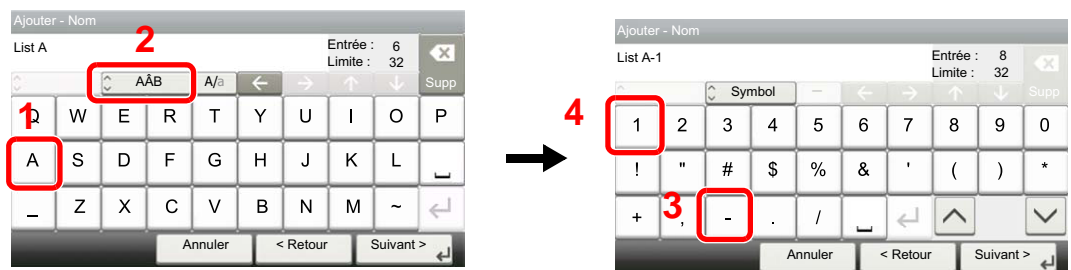 Ajouter - Nom
List A
Entrée : 6
Limite : 32
2
AÂB A/a ← → ↑ ↓ Supp
1
Q W E R T Y U I O P
A S D F G H J K L
_ Z X C V B N M ~
Annuler < Retour Suivant >
Ajouter - Nom
List A-1
Entrée : 8
Limite : 32
Symbol — ← → ↑ ↓ Supp
4
1 2 3 4 5 6 7 8 9 0
! " # $ % & ' ( ) *
3
+ , - . /
Annuler < Retour Suivant >